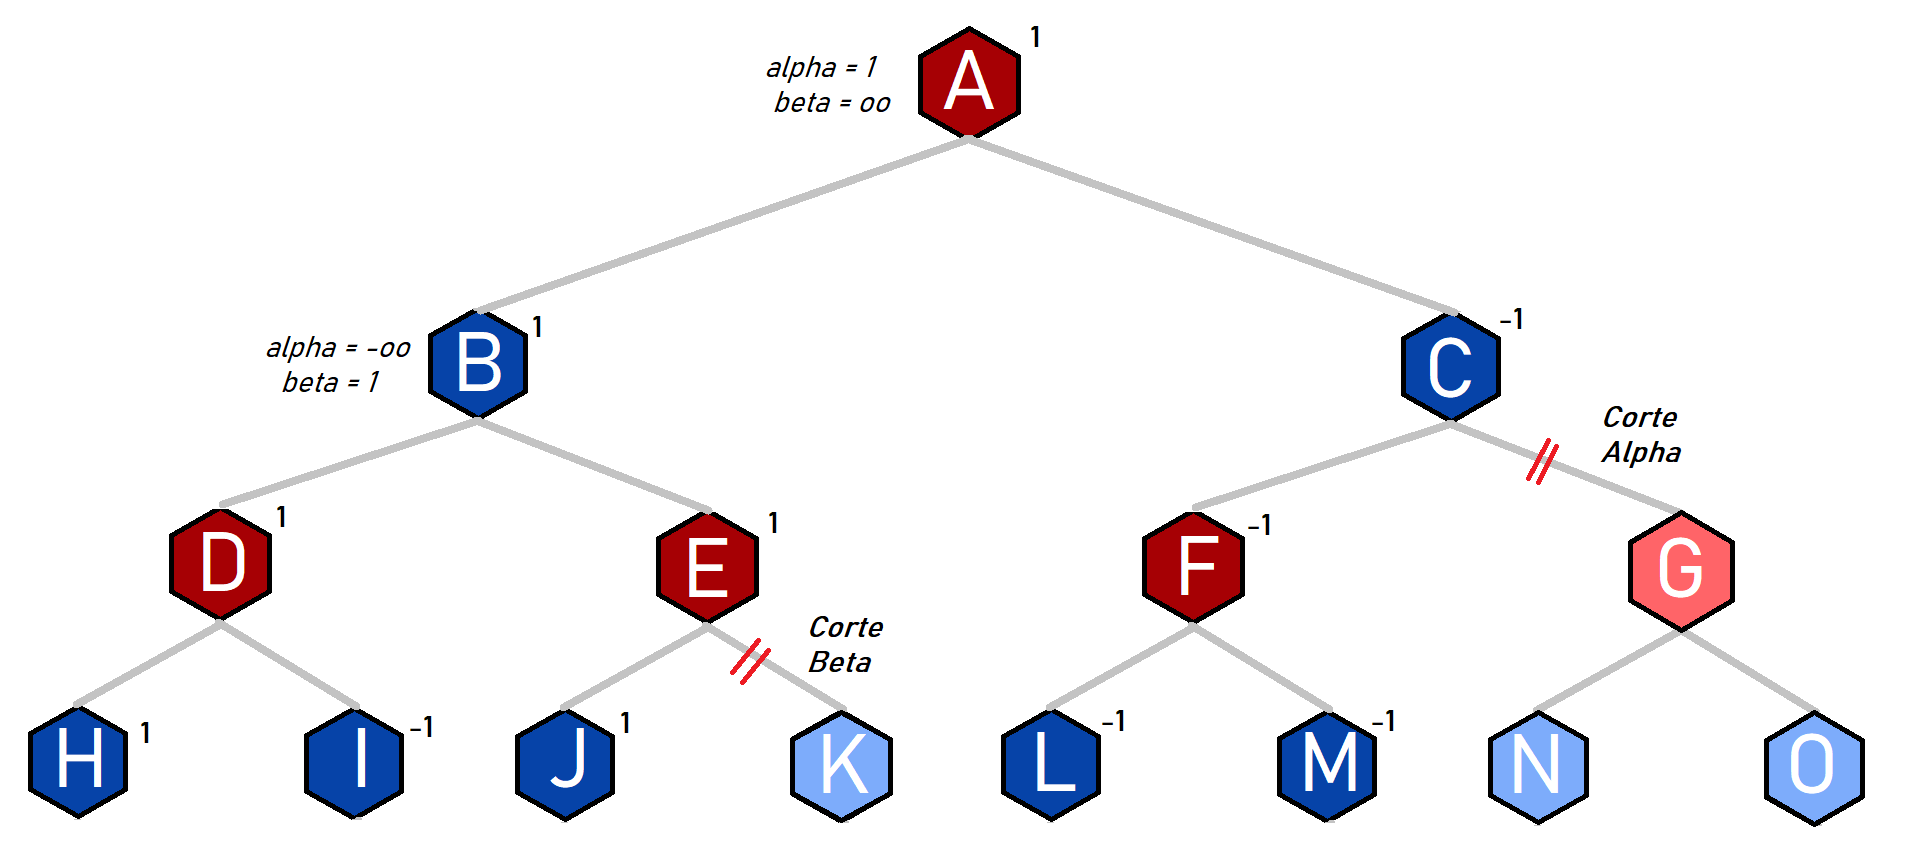 1
alpha = 1
beta = oo
A
1
alpha = -oo
beta = 1
B
-1
C
Corte
Alpha
1
D
1
E
-1
F
G
Corte
Beta
H
1
I
-1
J
1
K
L
-1
M
-1
N
O